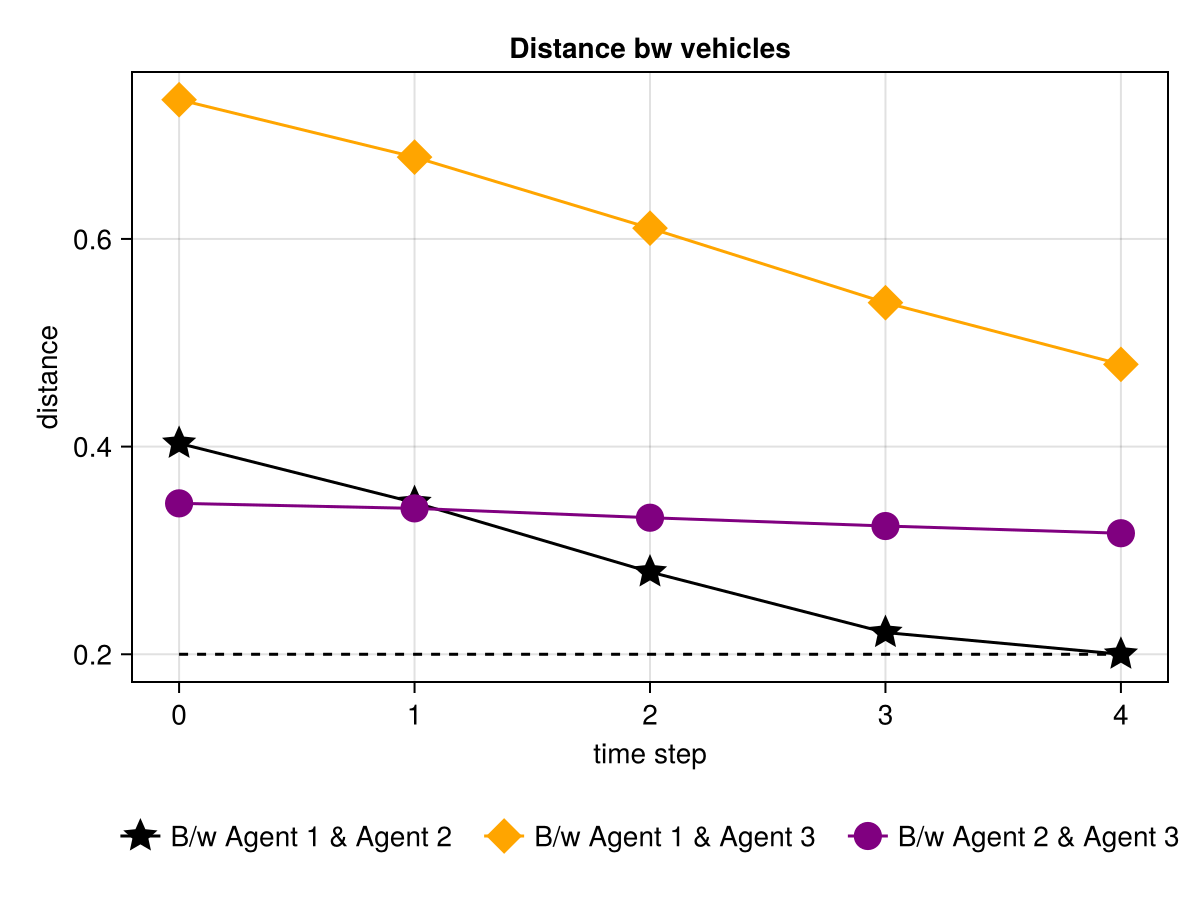 Distance bw vehicles
distance
0.6
0.4
0.2
0 1 2 3 4
time step
B/w Agent 1 & Agent 2 B/w Agent 1 & Agent 3 B/w Agent 2 & Agent 3